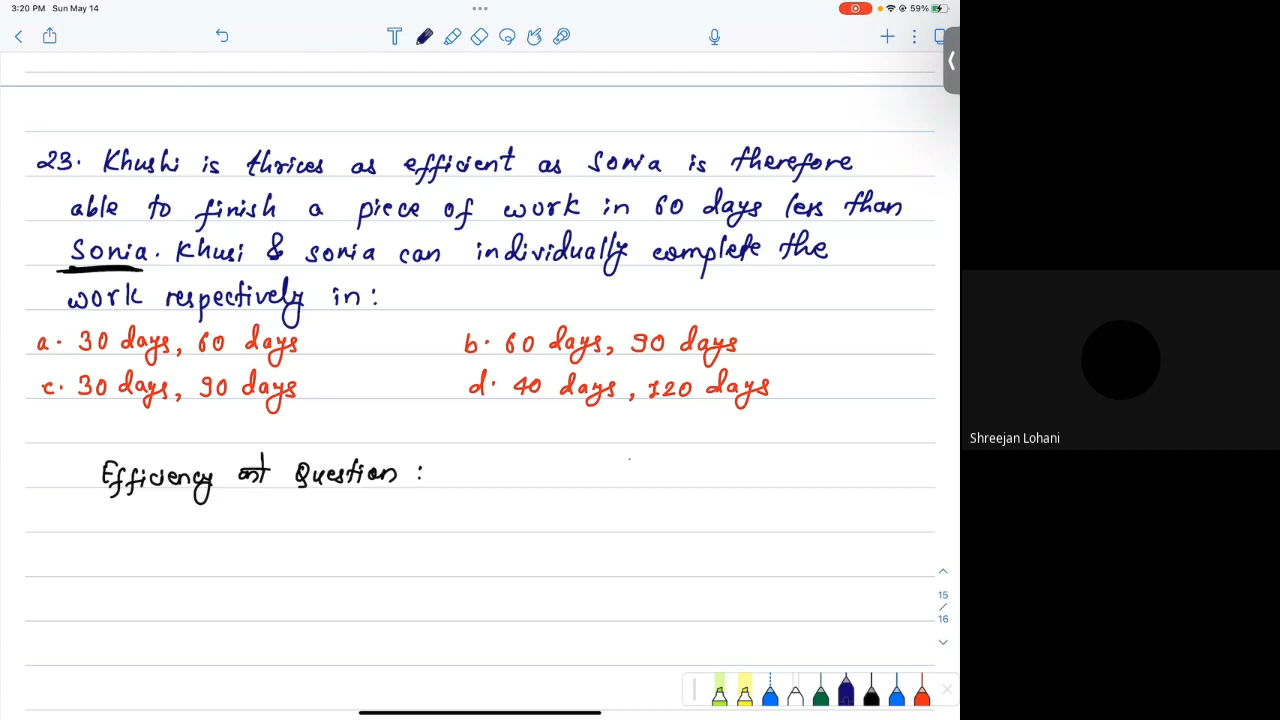 3:20 PM Sun May 14
59%
23. Khushi is thrices as efficient as Sonia is therefore
able to finish a piece of work in 60 days less than
Sonia. Khusi & sonia can individually complete the
work respectively in:
a. 30 days, 60 days
b. 60 days, 90 days
c. 30 days, 90 days
d. 40 days, 120 days
Efficiency Question :
Shreejan Lohani
15
/
16